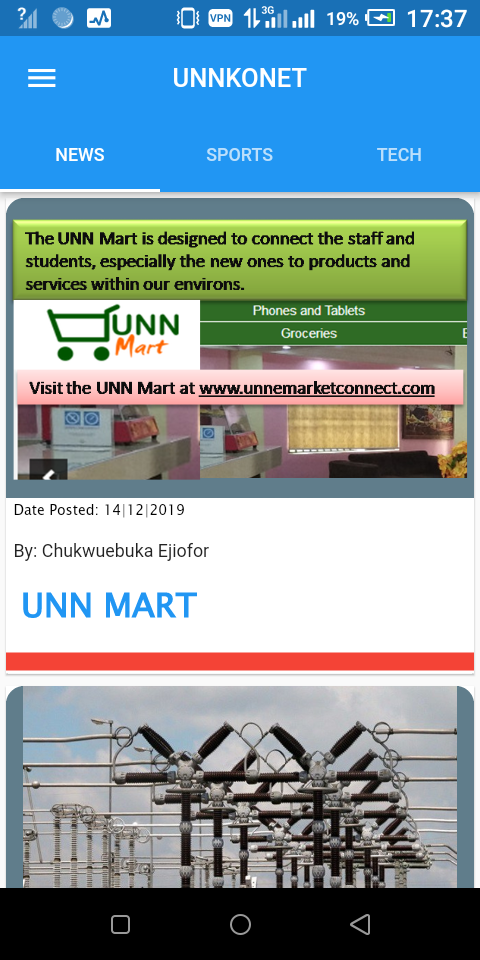 ?
VPN
3G
19%
17:37
UNNKONET
NEWS
SPORTS
TECH
The UNN Mart is designed to connect the staff and
students, especially the new ones to products and
services within our environs.
UNN
Mart
Phones and Tablets
Groceries
Visit the UNN Mart at www.unnemarketconnect.com
Date Posted: 14|12|2019
By: Chukwuebuka Ejiofor
UNN MART